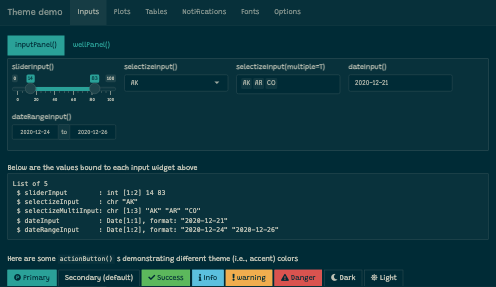 Theme demo Inputs Plots Tables Notifications Fonts Options
inputPanel() wellPanel()
sliderInput() selectizeInput() selectizeInput(multiple=T) dateInput()
0 14 83 100
AK AK AR CO 2020-12-21
0 20 40 60 80 100
dateRangeInput()
2020-12-24 to 2020-12-26
Below are the values bound to each input widget above
List of 5
$ sliderInput : int [1:2] 14 83
$ selectizeInput : chr "AK"
$ selectizeMultiInput: chr [1:3] "AK" "AR" "CO"
$ dateInput : Date[1:1], format: "2020-12-21"
$ dateRangeInput : Date[1:2], format: "2020-12-24" "2020-12-26"
Here are some actionButton() s demonstrating different theme (i.e., accent) colors
Primary Secondary (default) Success Info warning Danger Dark Light